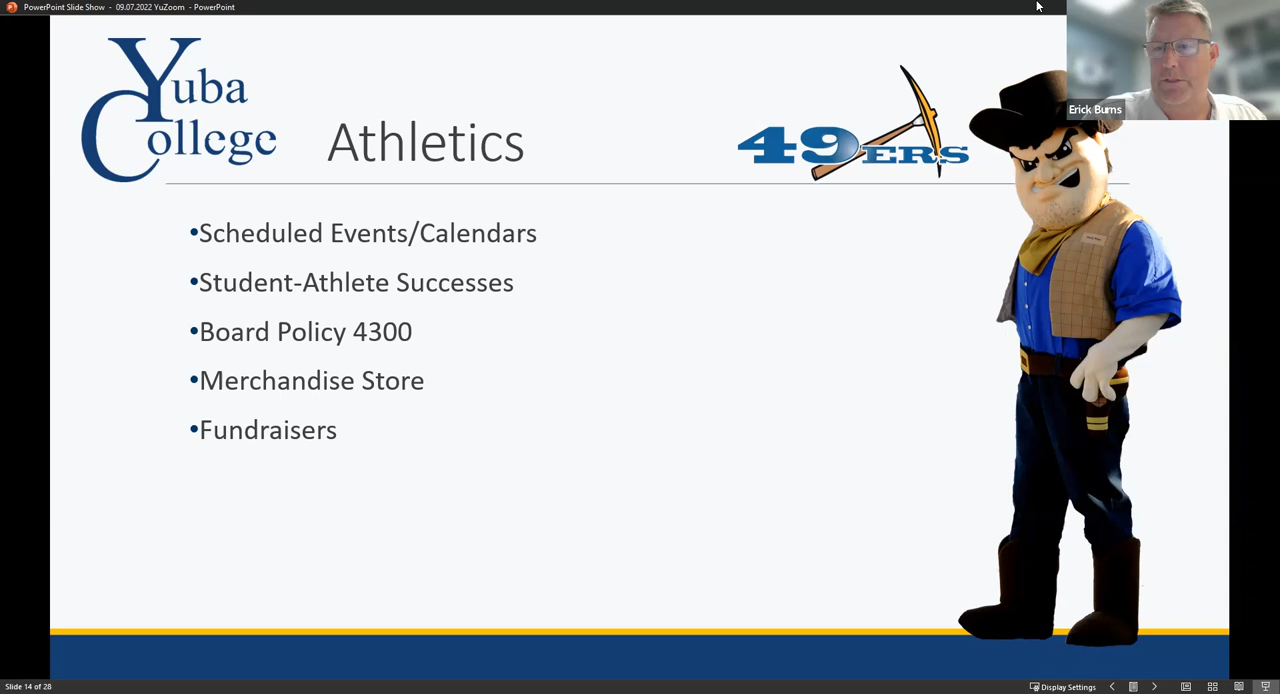 PowerPoint Slide Show - 09.07.2022 YuZoom - PowerPoint
Yuba
College
Athletics
49ERS
Erick Burns
•Scheduled Events/Calendars
•Student-Athlete Successes
•Board Policy 4300
•Merchandise Store
•Fundraisers
Slide 14 of 28
Display Settings